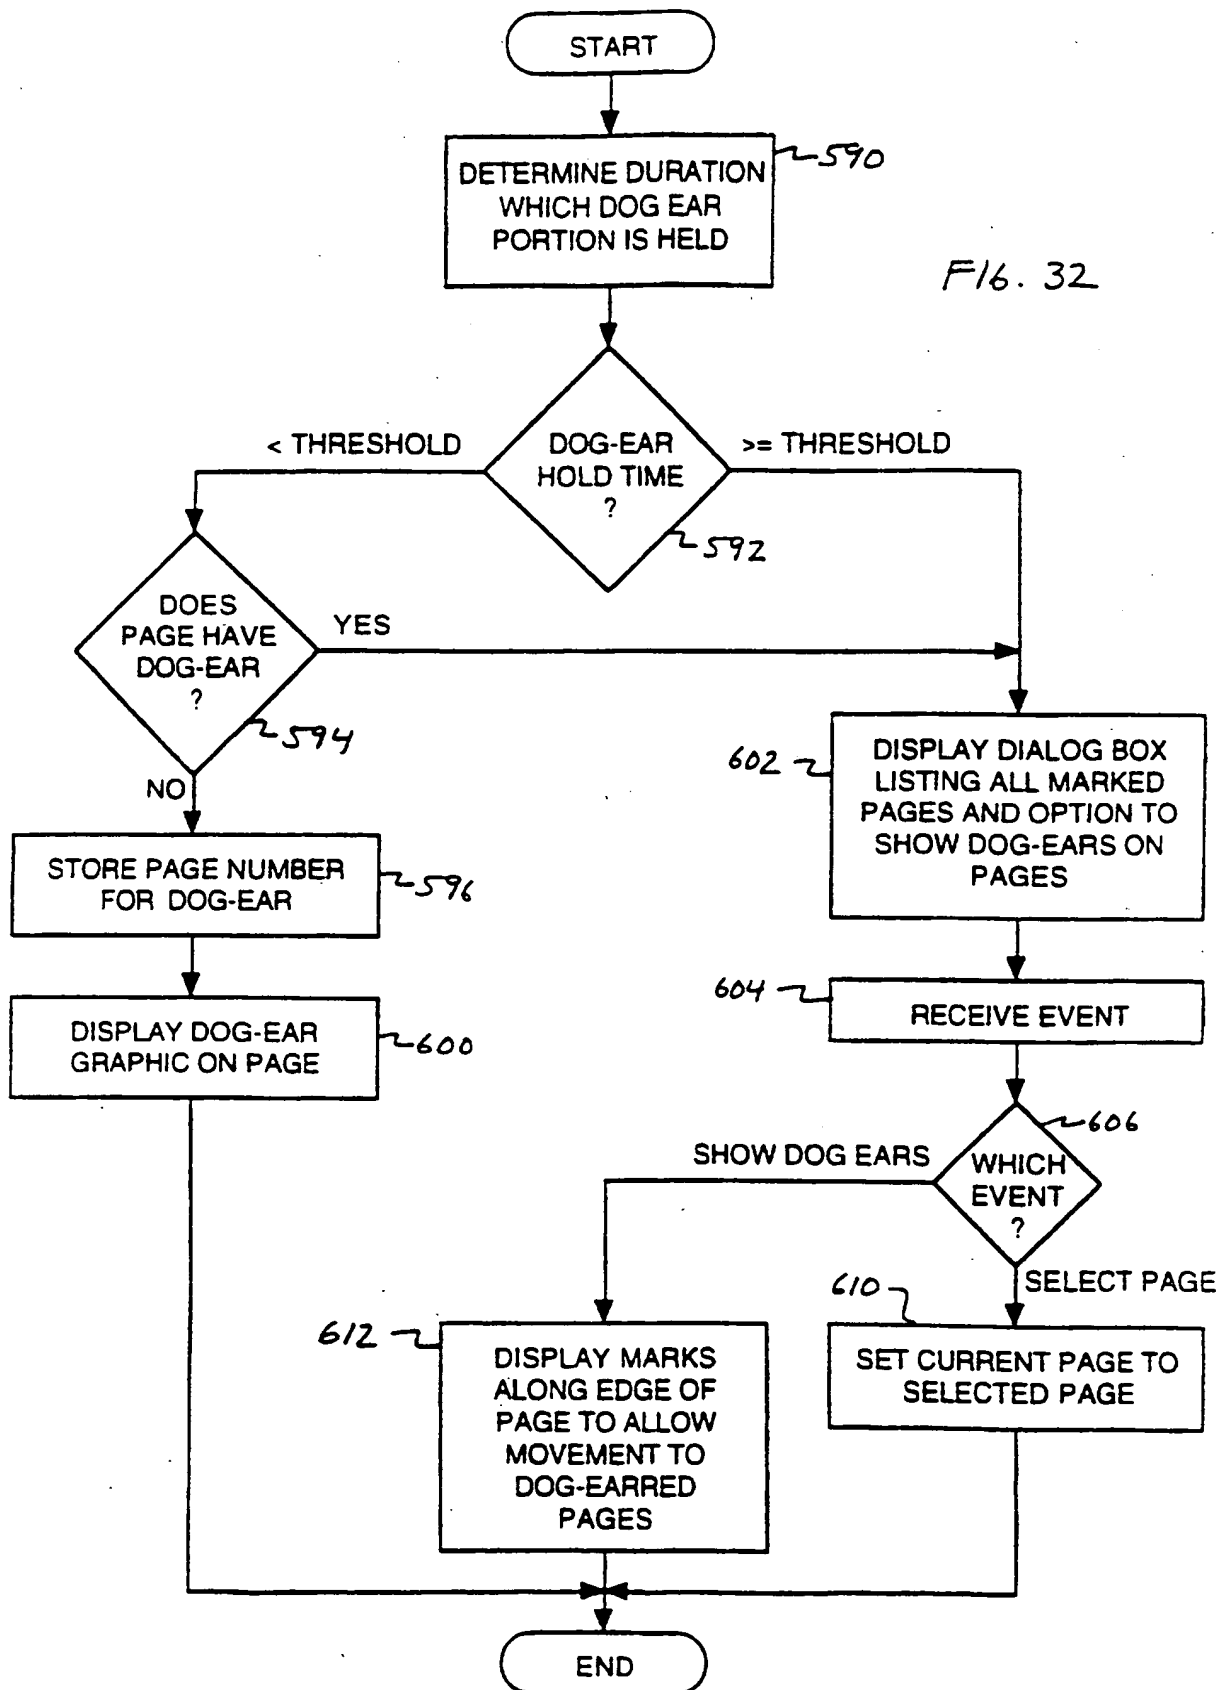 START
DETERMINE DURATION
WHICH DOG EAR
PORTION IS HELD
590
FIG. 32
DOG-EAR
HOLD TIME
?
592
< THRESHOLD
>= THRESHOLD
DOES
PAGE HAVE
DOG-EAR
?
594
YES
NO
STORE PAGE NUMBER
FOR DOG-EAR
596
DISPLAY DOG-EAR
GRAPHIC ON PAGE
600
602
DISPLAY DIALOG BOX
LISTING ALL MARKED
PAGES AND OPTION TO
SHOW DOG-EARS ON
PAGES
604
RECEIVE EVENT
606
WHICH
EVENT
?
SHOW DOG EARS
SELECT PAGE
610
SET CURRENT PAGE TO
SELECTED PAGE
612
DISPLAY MARKS
ALONG EDGE OF
PAGE TO ALLOW
MOVEMENT TO
DOG-EARRED
PAGES
END